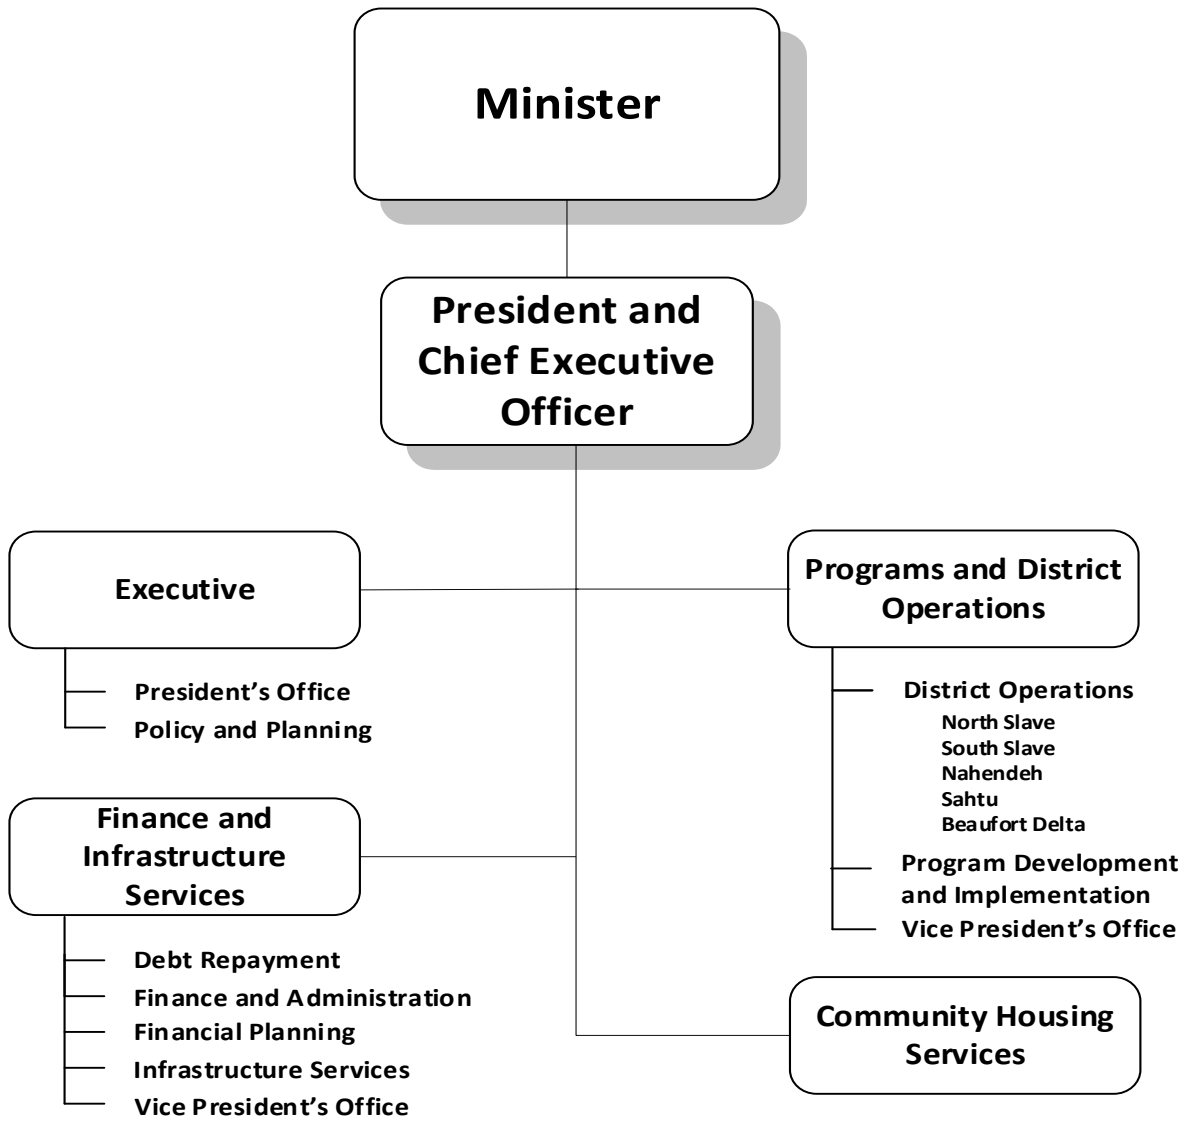 Minister
President and
Chief Executive
Officer
Executive
President's Office
Policy and Planning
Programs and District
Operations
District Operations
North Slave
South Slave
Nahendeh
Sahtu
Beaufort Delta
Program Development
and Implementation
Vice President's Office
Finance and
Infrastructure
Services
Debt Repayment
Finance and Administration
Financial Planning
Infrastructure Services
Vice President's Office
Community Housing
Services